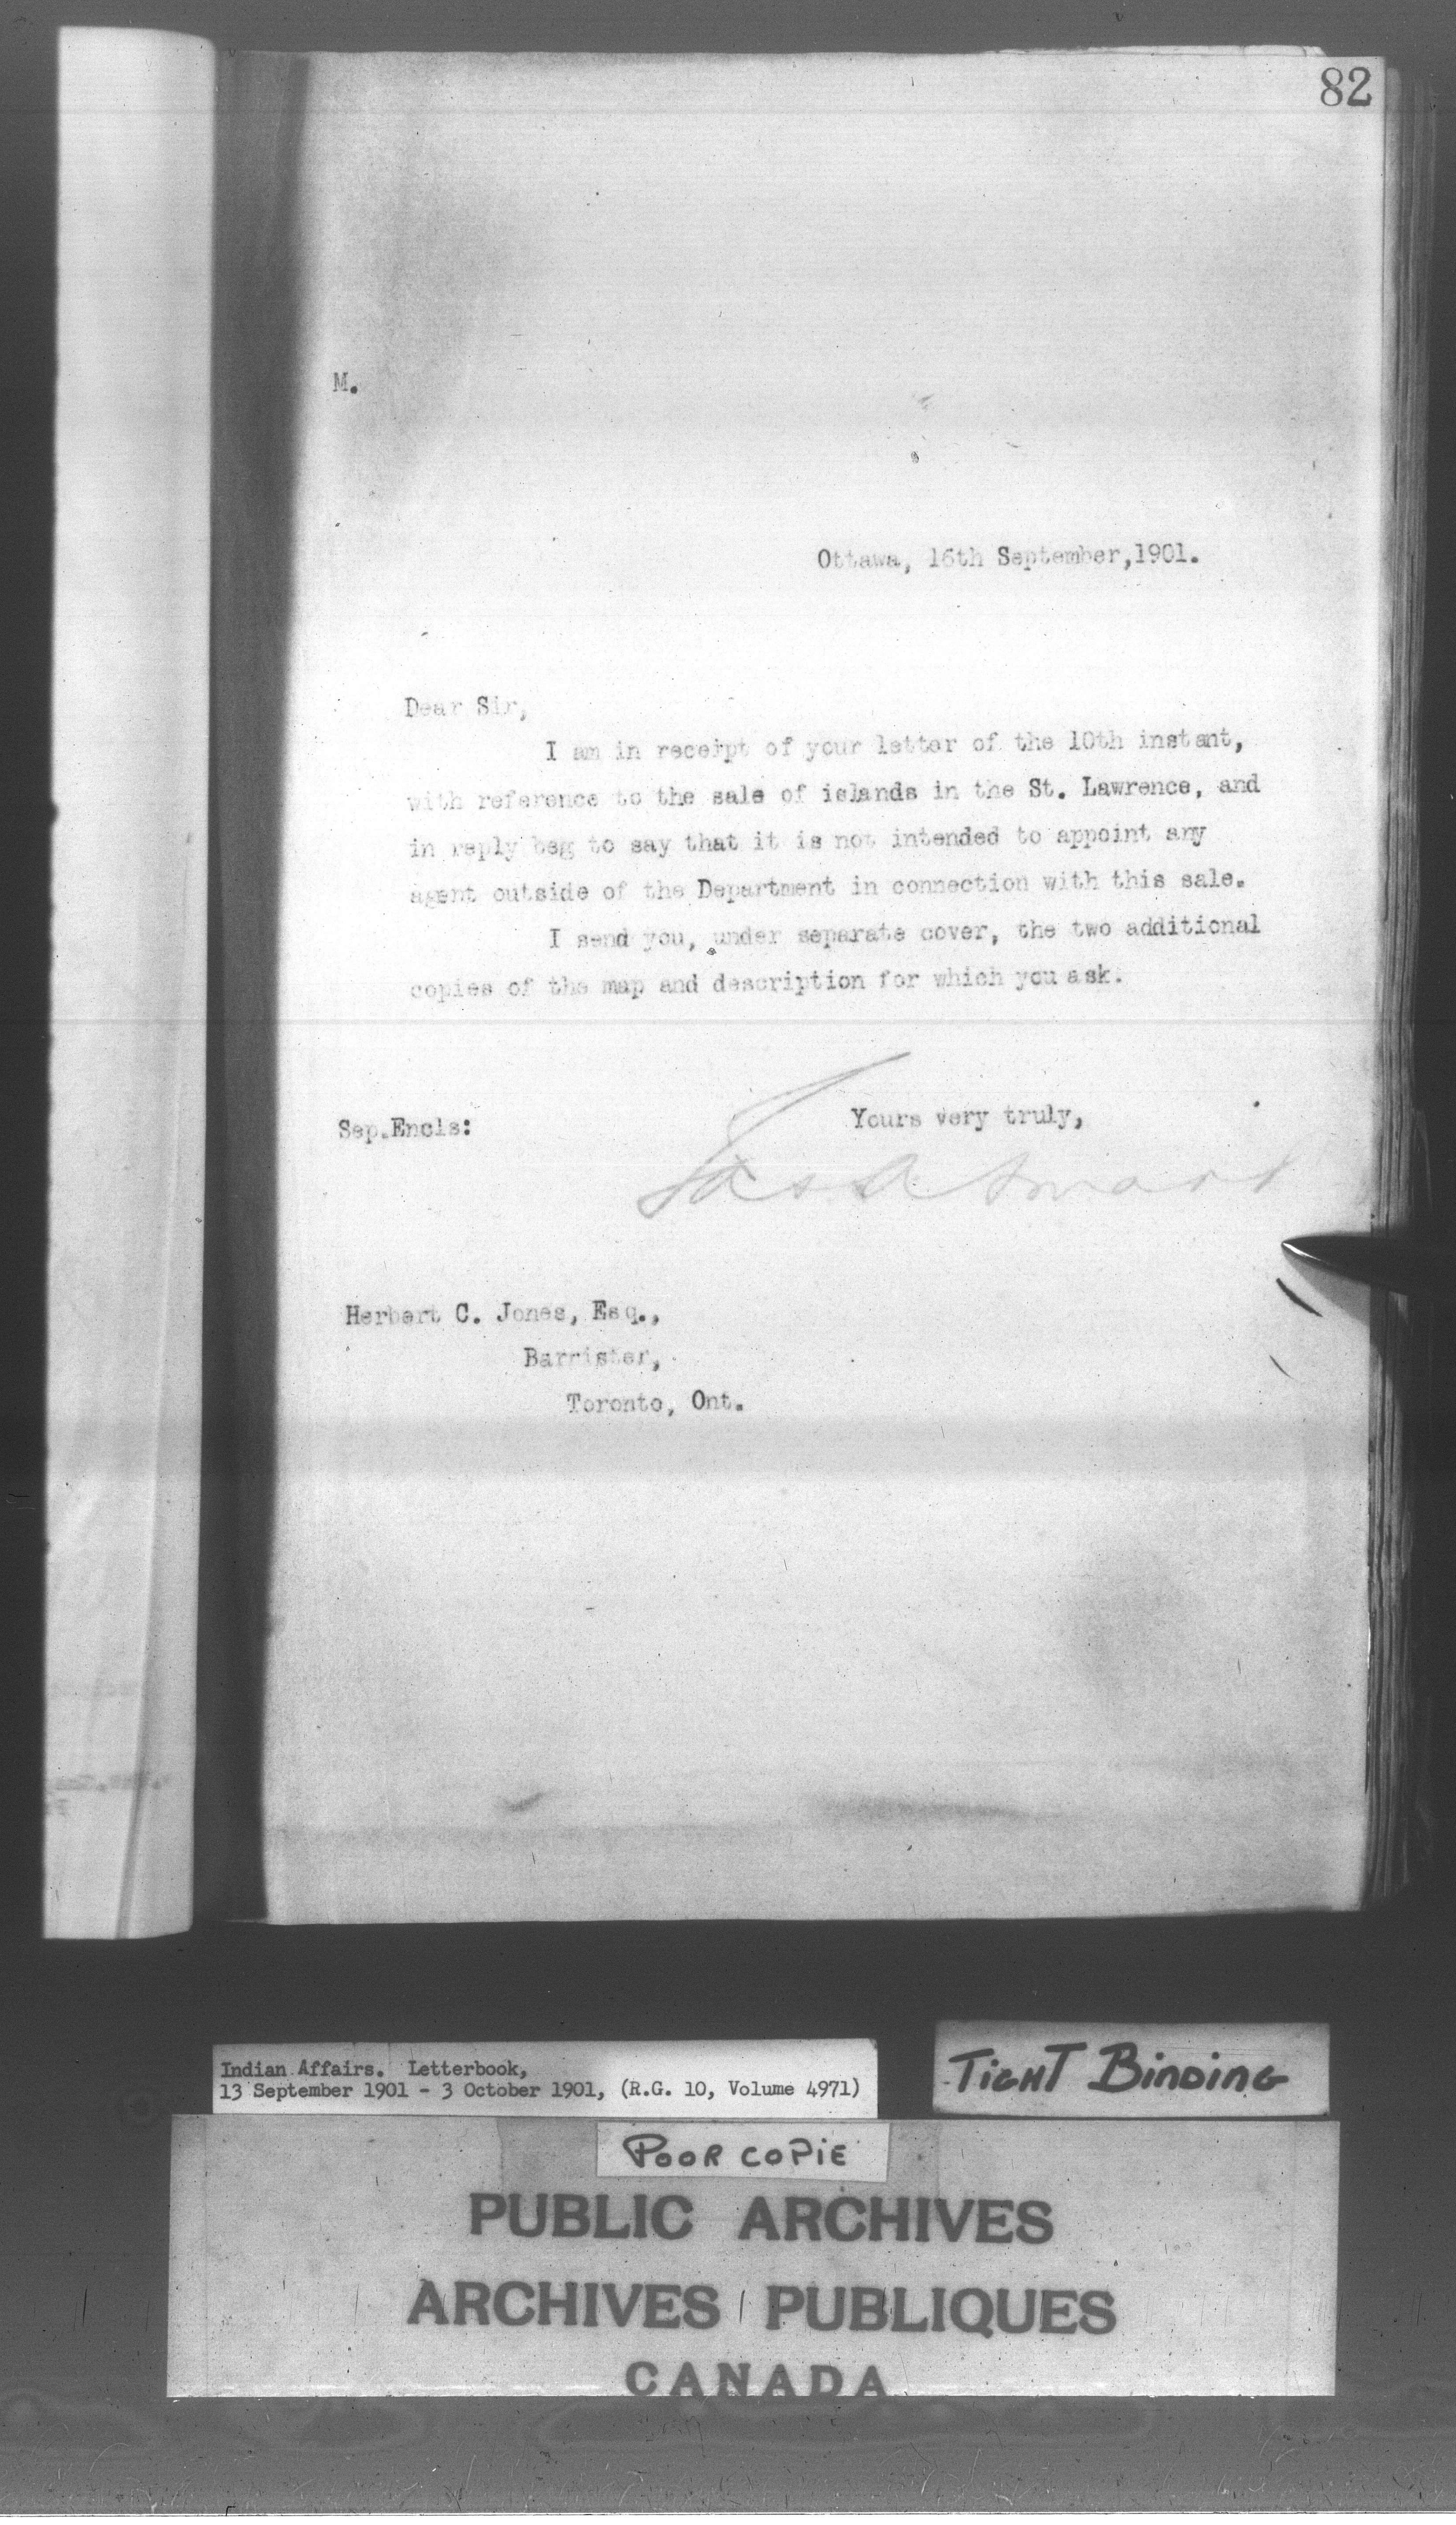 82
M.
Ottawa, 16th September,1901.
Dear Sir,
I am in receipt of your letter of the 10th instant,
with reference to the sale of islands in the St. Lawrence, and
in reply beg to say that it is not intended to appoint any
agent outside of the Department in connection with this sale.
I send you, under separate cover, the two additional
copies of the map and description for which you ask.
Yours very truly,
Sep.Encls:
Jas A Smart
Herbert C. Jones, Esq.,
Barrister,
Toronto, Ont.
Indian Affairs. Letterbook,
13 September 1901 - 3 October 1901, (R.G. 10, Volume 4971)
TIGHT BINDING
POOR COPIE
PUBLIC ARCHIVES
ARCHIVES PUBLIQUES
CANADA